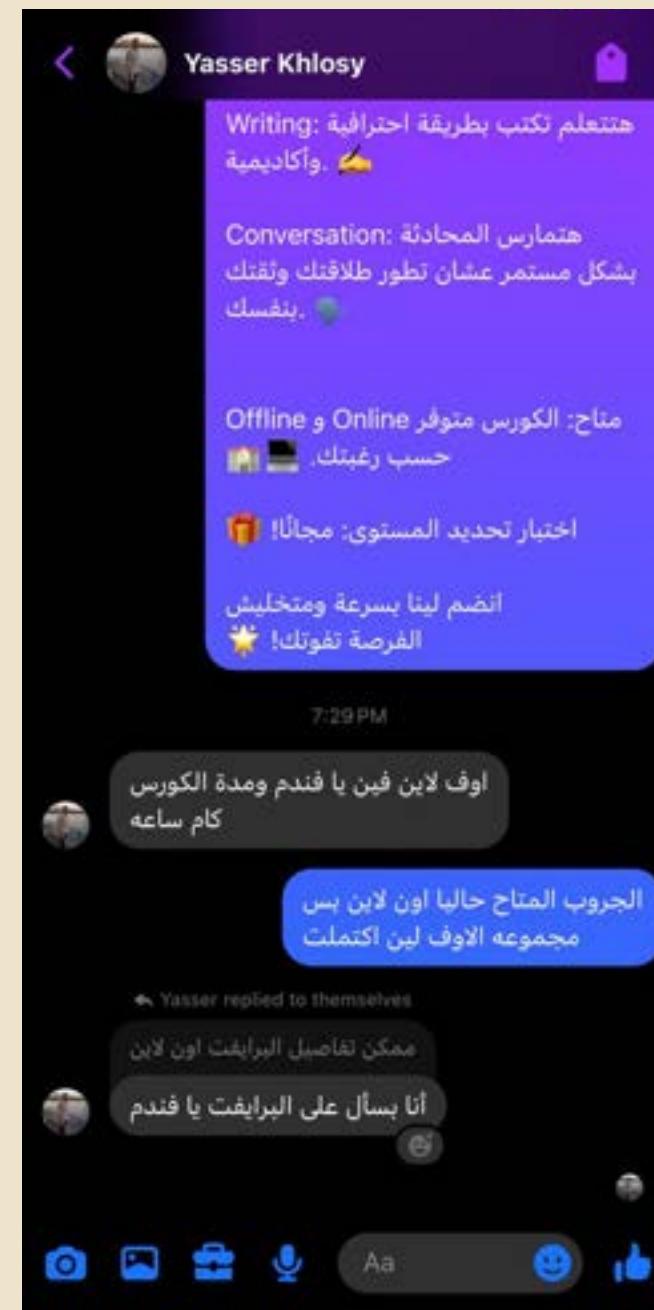 Yasser Khlosy
هتتعلم تكتب بطريقة احترافية :Writing
✍️ .وأكاديمية
هتمارس المحادثة :Conversation
بشكل مستمر عشان تطور طلاقتك وثقتك
🗣️ .بنفسك
متاح: الكورس متوفر Online و Offline
حسب رغبتك. 💻🏫
اختبار تحديد المستوى: مجانًا! 🎁
انضم لينا بسرعة ومتخليش
الفرصة تفوتك! 🌟
7:29 PM
اوف لاين فين يا فندم ومدة الكورس
كام ساعه
الجروب المتاح حاليا اون لاين بس
مجموعه الاوف لين اكتملت
Yasser replied to themselves
ممكن تفاصيل البرايفت اون لاين
أنا بسأل على البرايفت يا فندم
Aa